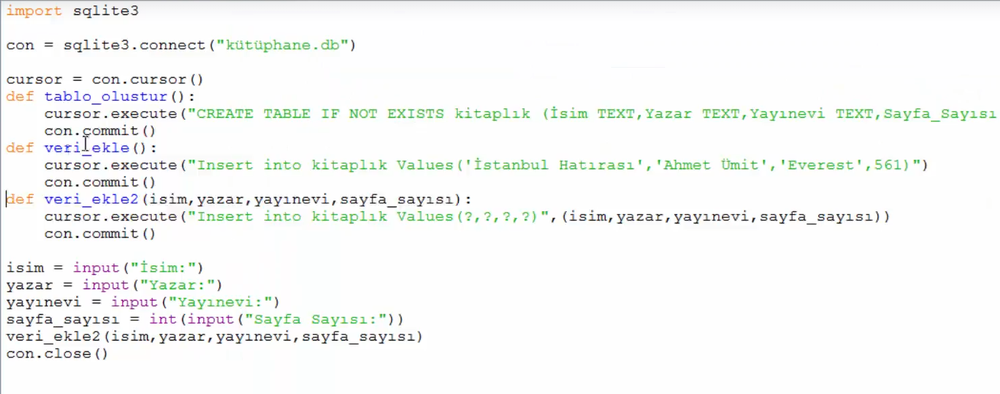 import sqlite3
con = sqlite3.connect("kütüphane.db")
cursor = con.cursor()
def tablo_olustur():
    cursor.execute("CREATE TABLE IF NOT EXISTS kitaplık (İsim TEXT,Yazar TEXT,Yayınevi TEXT,Sayfa_Sayısı
    con.commit()
def veri_ekle():
    cursor.execute("Insert into kitaplık Values('İstanbul Hatırası','Ahmet Ümit','Everest',561)")
    con.commit()
def veri_ekle2(isim,yazar,yayınevi,sayfa_sayısı):
    cursor.execute("Insert into kitaplık Values(?,?,?,?)",(isim,yazar,yayınevi,sayfa_sayısı))
    con.commit()
isim = input("İsim:")
yazar = input("Yazar:")
yayınevi = input("Yayınevi:")
sayfa_sayısı = int(input("Sayfa Sayısı:"))
veri_ekle2(isim,yazar,yayınevi,sayfa_sayısı)
con.close()